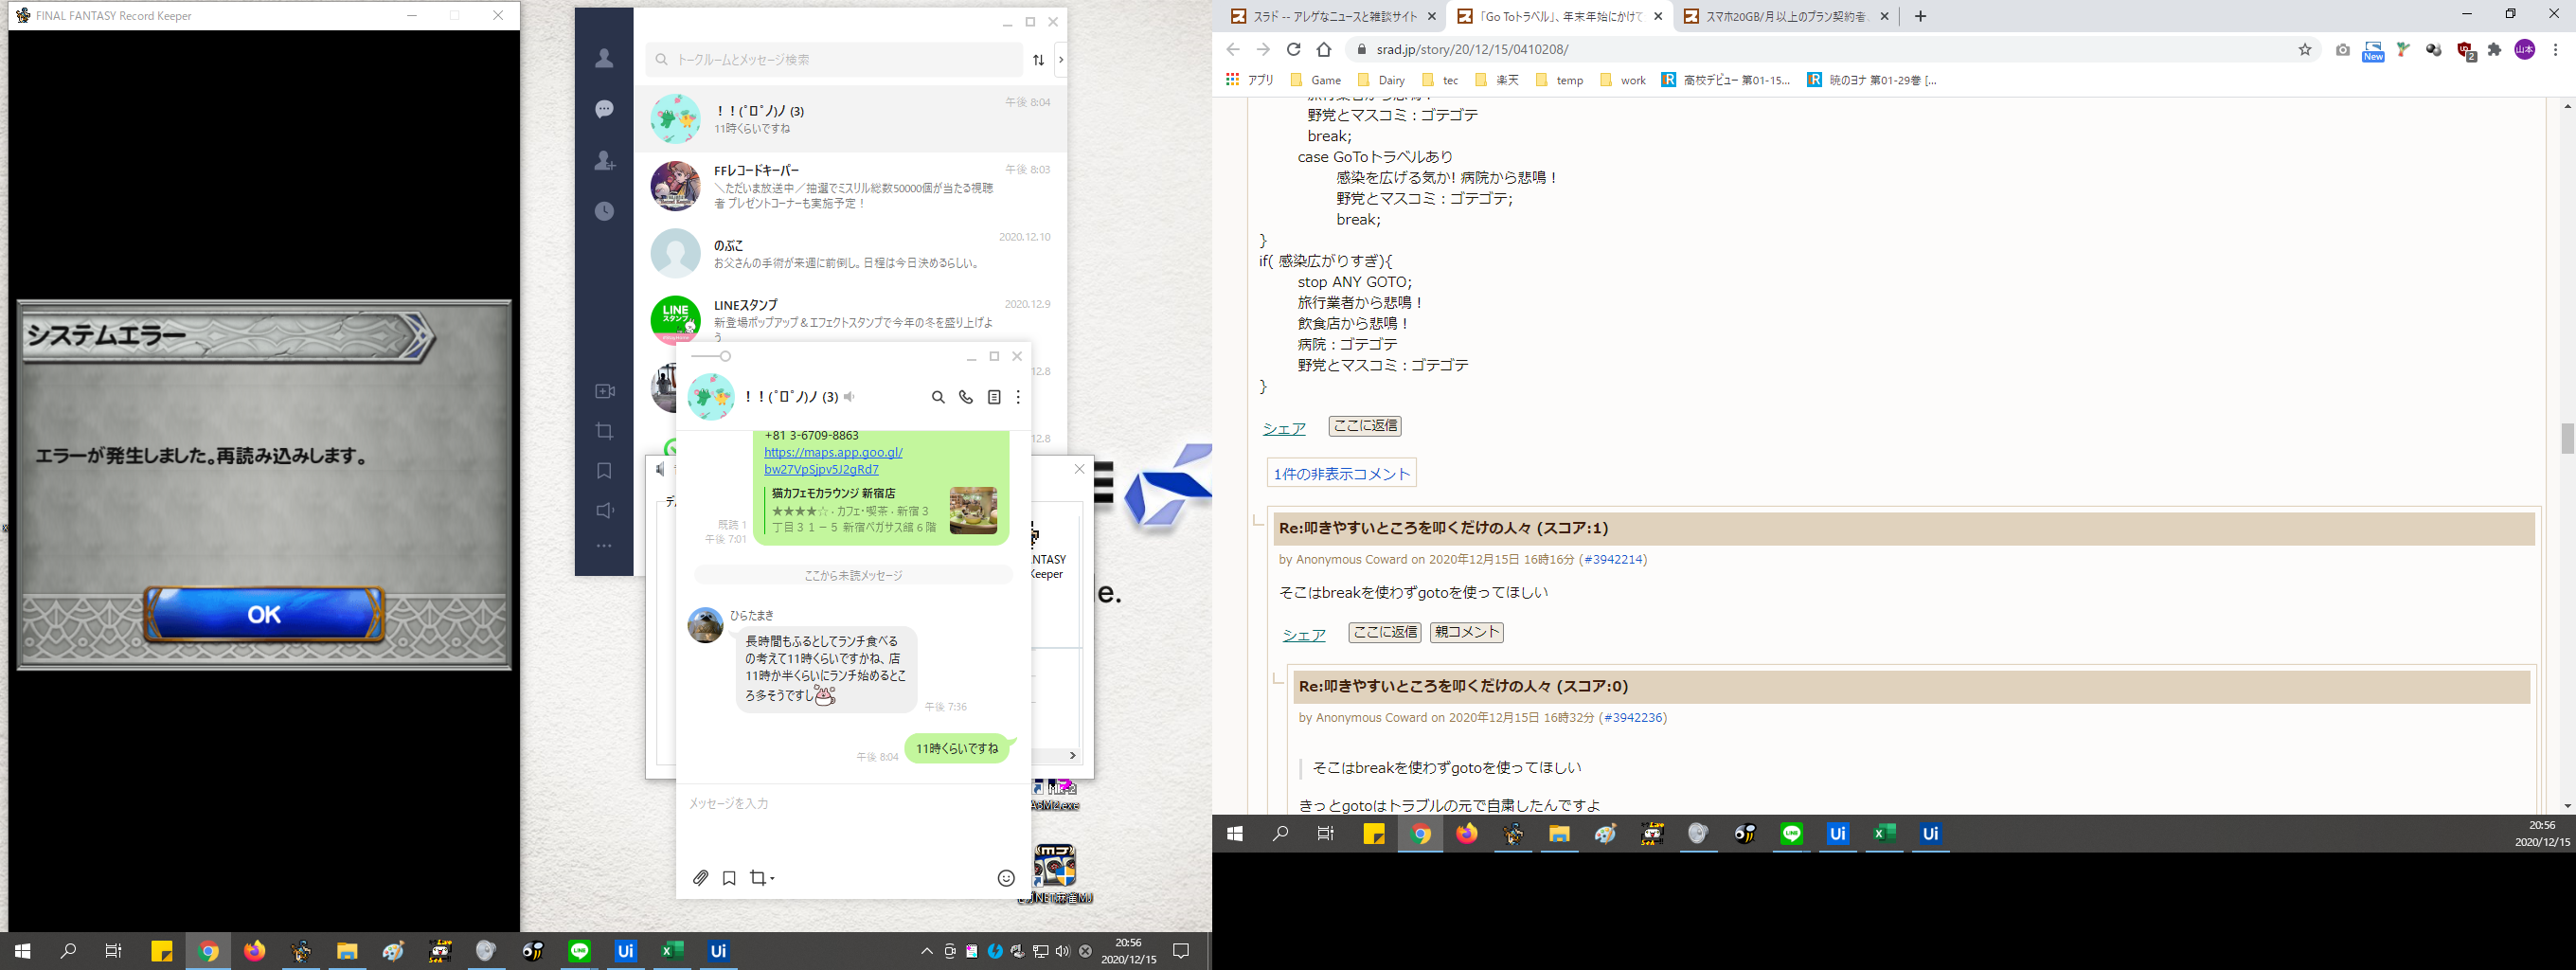 FINAL FANTASY Record Keeper
システムエラー
エラーが発生しました。再読み込みします。
OK
トークルームとメッセージ検索
！！(ﾟロﾟノ)ノ (3)
午後 8:04
11時くらいですね
FFレコードキーパー
午後 8:03
＼ただいま放送中／抽選でミスリル総数50000個が当たる視聴
者プレゼントコーナーも実施予定！
のぶこ
2020.12.10
お父さんの手術が来週に前倒し。日程は今日決めるらしい。
LINEスタンプ
2020.12.9
新登場ポップアップ＆エフェクトスタンプで今年の冬を盛り上げよ
う
LINE
スタンプ
12.8
12.8
！！(ﾟロﾟノ)ノ (3)
+81 3-6709-8863
https://maps.app.goo.gl/
bw27VpSjpv5J2gRd7
猫カフェモカラウンジ 新宿店
★★★★☆ · カフェ・喫茶 · 新宿３
丁目３１－５ 新宿ペガサス館６階
既読 1
午後 7:01
ここから未読メッセージ
ひらたまき
長時間もふるとしてランチ食べる
の考えて11時くらいですかね、店
11時か半くらいにランチ始めるとこ
ろ多そうですし
午後 7:36
11時くらいですね
午後 8:04
メッセージを入力
ANTASY
Keeper
e.
.NET麻雀MJ
20:56
2020/12/15
スラド -- アレゲなニュースと雑談サイト
「Go Toトラベル」、年末年始にかけて
スマホ20GB/月以上のプラン契約者、
srad.jp/story/20/12/15/0410208/
New
2
山本
アプリ
Game
Dairy
tec
楽天
temp
work
高校デビュー 第01-15...
暁のヨナ 第01-29巻 [...
野党とマスコミ：ゴテゴテ
break;
case GoToトラベルあり
感染を広げる気か! 病院から悲鳴！
野党とマスコミ：ゴテゴテ;
break;
}
if( 感染広がりすぎ){
stop ANY GOTO;
旅行業者から悲鳴！
飲食店から悲鳴！
病院：ゴテゴテ
野党とマスコミ：ゴテゴテ
}
シェア
ここに返信
1件の非表示コメント
Re:叩きやすいところを叩くだけの人々 (スコア:1)
by Anonymous Coward on 2020年12月15日 16時16分 (#3942214)
そこはbreakを使わずgotoを使ってほしい
シェア
ここに返信
親コメント
Re:叩きやすいところを叩くだけの人々 (スコア:0)
by Anonymous Coward on 2020年12月15日 16時32分 (#3942236)
そこはbreakを使わずgotoを使ってほしい
きっとgotoはトラブルの元で自粛したんですよ
20:56
2020/12/15